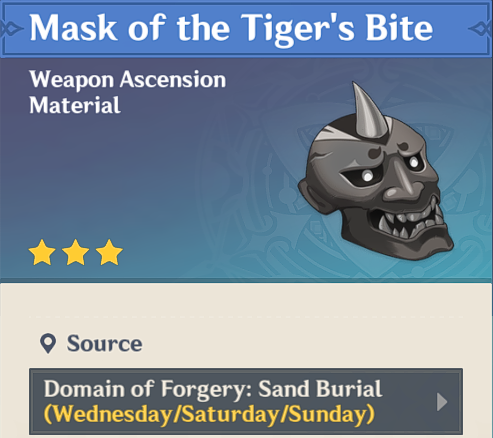 Mask of the Tiger's Bite
Weapon Ascension
Material
Source
Domain of Forgery: Sand Burial
(Wednesday/Saturday/Sunday)